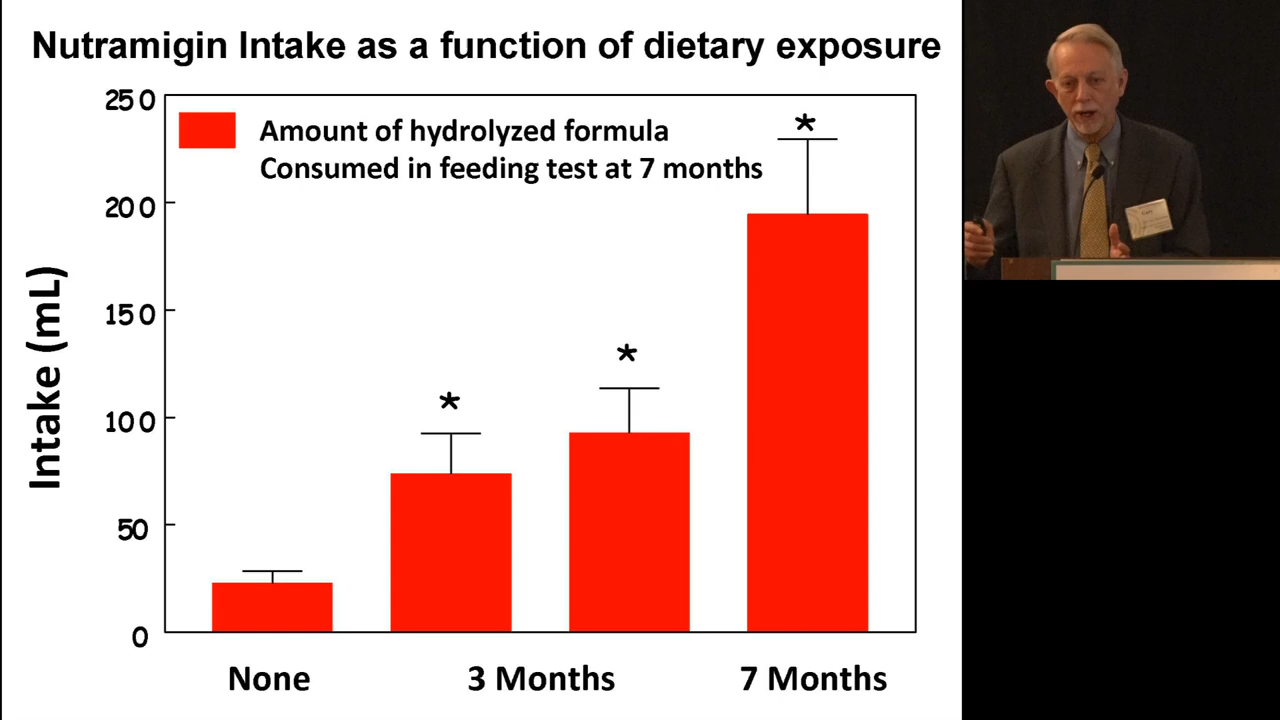 Nutramigin Intake as a function of dietary exposure
250
Amount of hydrolyzed formula
Consumed in feeding test at 7 months
*
200
150
*
*
100
50
0
Intake (mL)
None
3 Months
7 Months